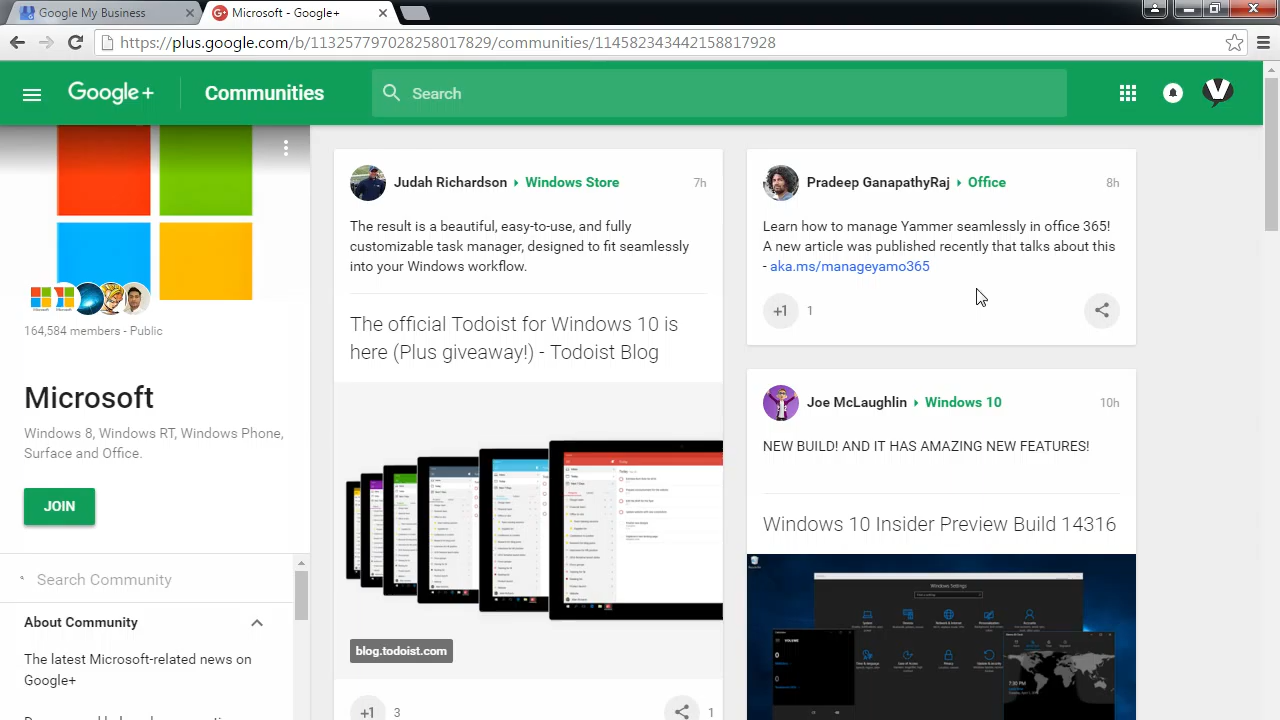 Google My Business
Microsoft - Google+
https://plus.google.com/b/113257797028258017829/communities/114582343442158817928
Google+
Communities
Search
164,584 members - Public
Microsoft
Windows 8, Windows RT, Windows Phone,
Surface and Office
JOIN
Search Community
About Community
The latest Microsoft-related news o
Google+
Judah Richardson
Windows Store
7h
The result is a beautiful, easy-to-use, and fully
customizable task manager, designed to fit seamlessly
into your Windows workflow.
The official Todoist for Windows 10 is
here (Plus giveaway!) - Todoist Blog
blog.todoist.com
+1
3
1
Pradeep GanapathyRaj
Office
8h
Learn how to manage Yammer seamlessly in office 365!
A new article was published recently that talks about this
- aka.ms/manageyamo365
+1
1
Joe McLaughlin
Windows 10
10h
NEW BUILD! AND IT HAS AMAZING NEW FEATURES!
Windows 10 Insider Preview Build 14316
Windows Settings